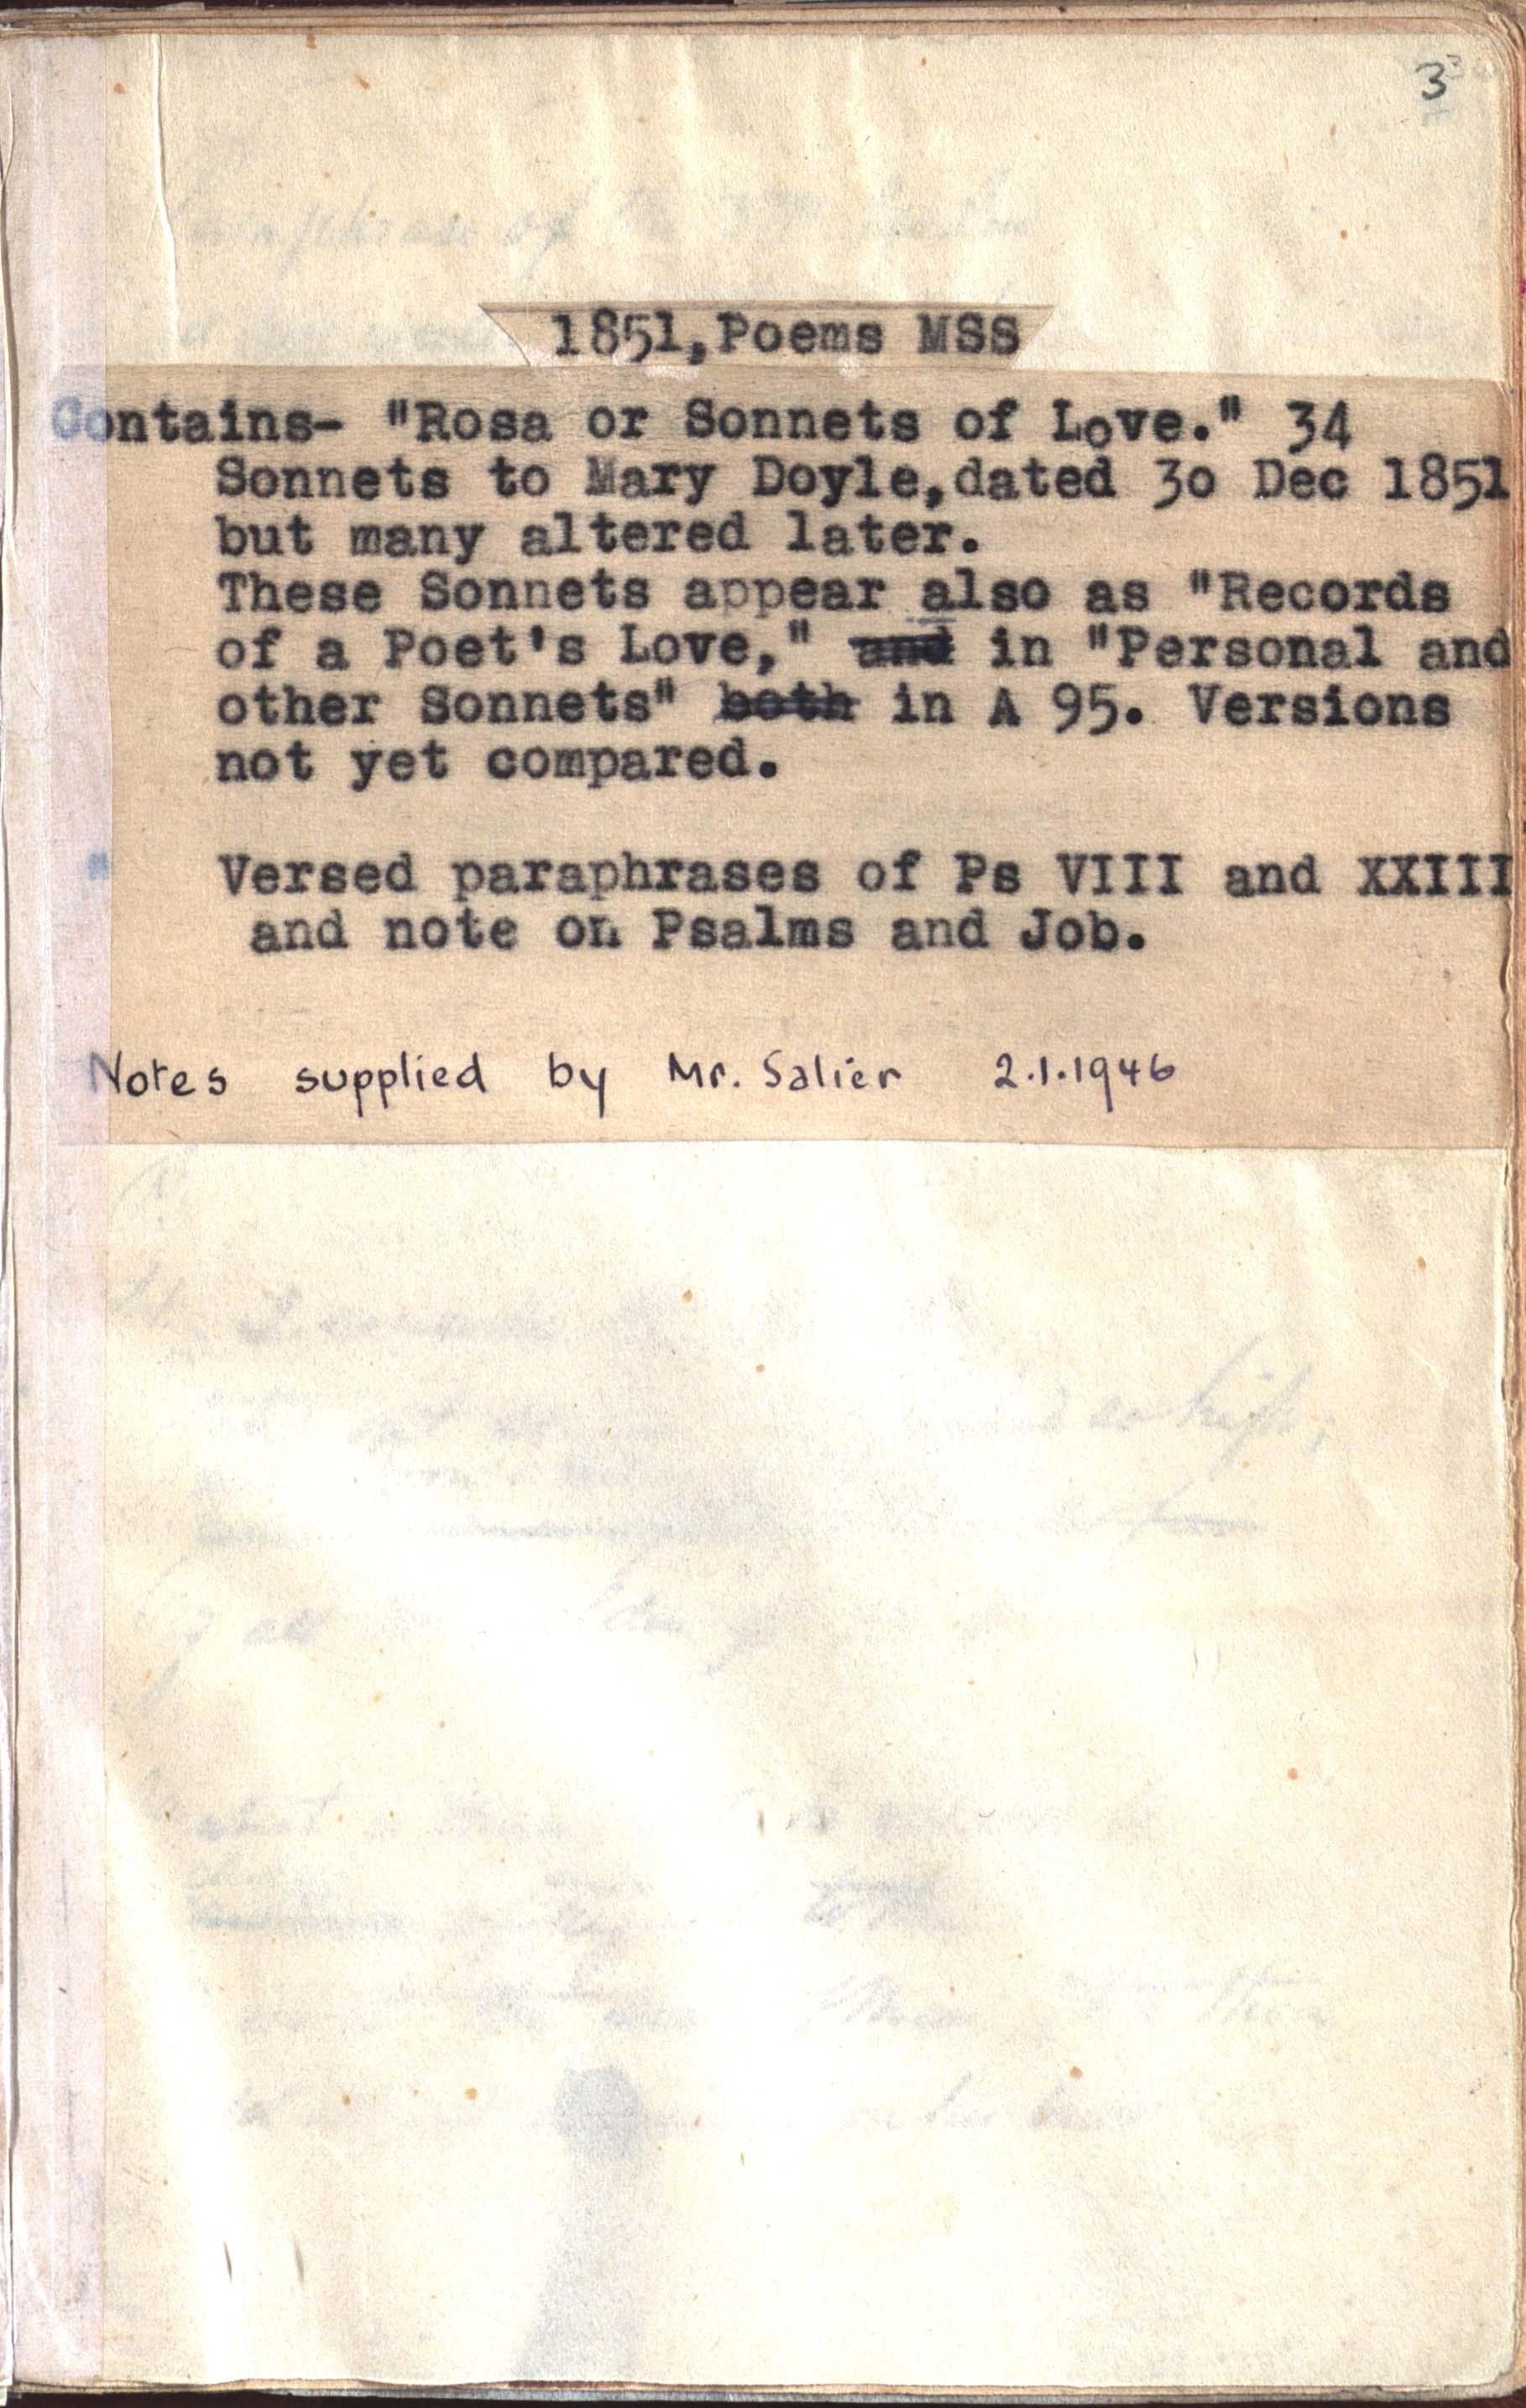 3
1851, Poems MSS
Contains- "Rosa or Sonnets of Love." 34
Sonnets to Mary Doyle, dated 30 Dec 1851
but many altered later.
These Sonnets appear also as "Records
of a Poet's Love," and in "Personal and
other Sonnets" both in A 95. Versions
not yet compared.
" Versed paraphrases of Ps VIII and XXIII
and note on Psalms and Job.
Notes supplied by Mr. Salier 2.1.1946